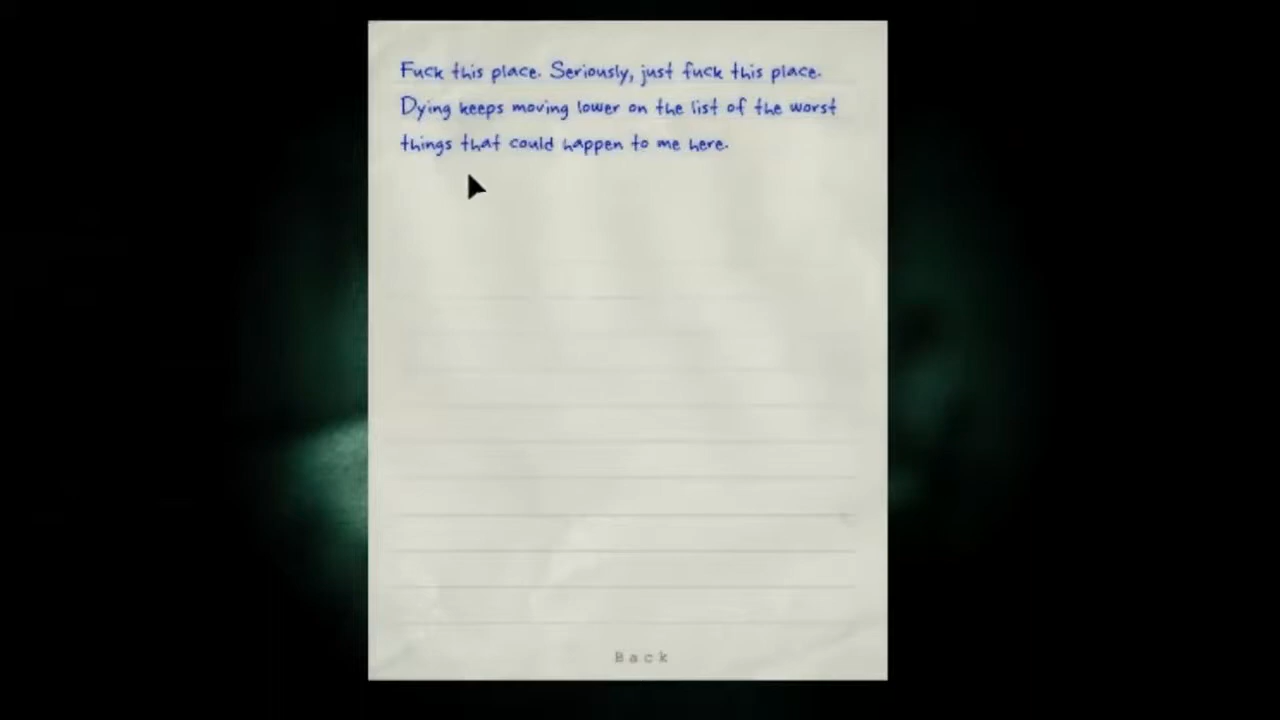 Fuck this place. Seriously, just fuck this place.
Dying keeps moving lower on the list of the worst
things that could happen to me here.
Back